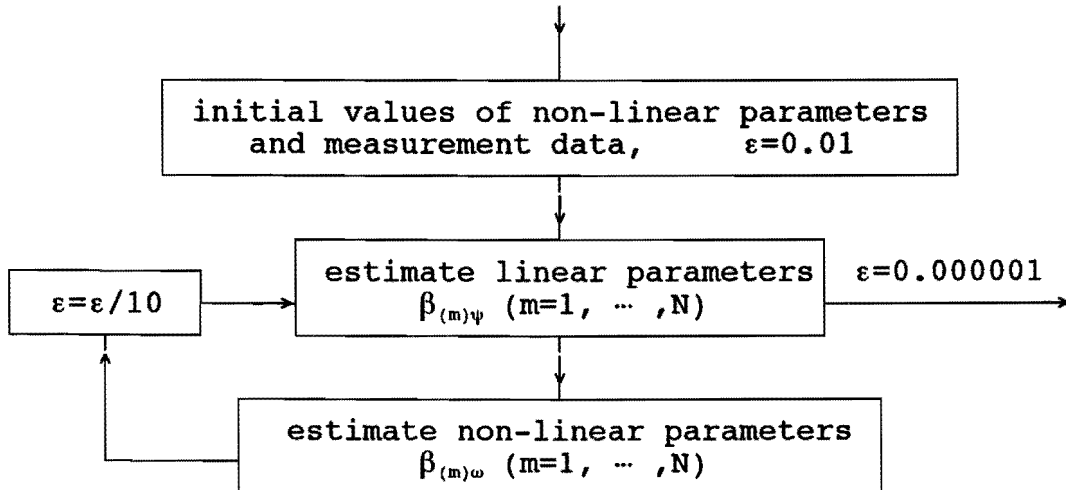 initial values of non-linear parameters
and measurement data, ε=0.01
estimate linear parameters
β(m)ψ (m=1, ⋯ ,N)
ε=0.000001
ε=ε/10
estimate non-linear parameters
β(m)ω (m=1, ⋯ ,N)